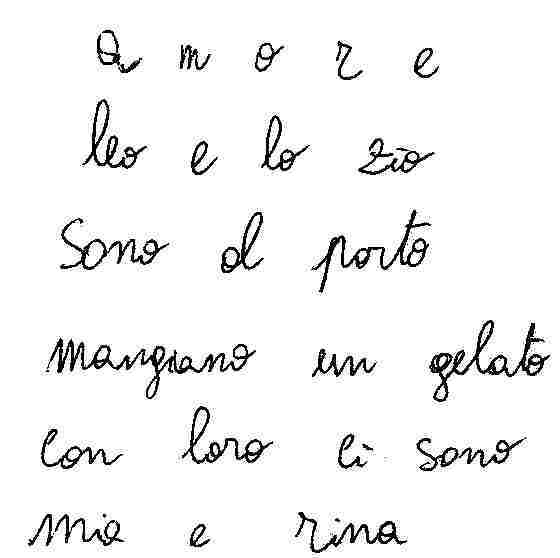 a m o r e
leo e lo zio
sono al porto
mangiano un gelato
con loro ci sono
mia e rina